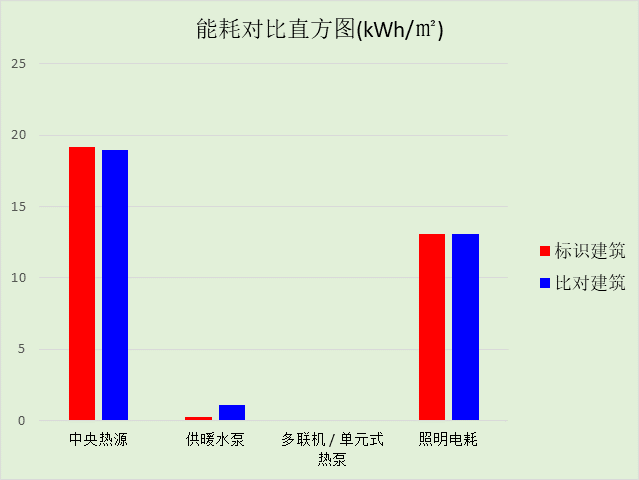 能耗对比直方图(kWh/㎡)
25
20
15
10
5
0
中央热源
供暖水泵
多联机 / 单元式
热泵
照明电耗
标识建筑
比对建筑